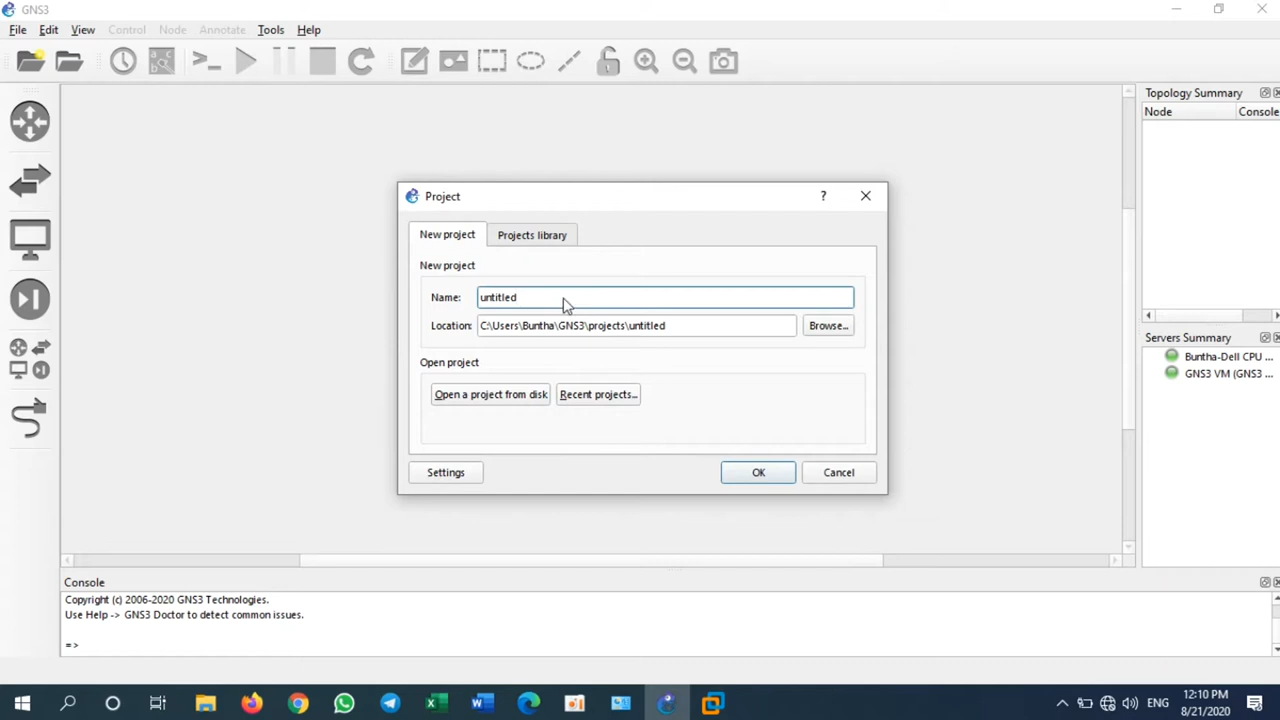 GNS3
File Edit View Control Node Annotate Tools Help
Topology Summary
Node Console
Project
New project Projects library
New project
Name: untitled
Location: C:\Users\Buntha\GNS3\projects\untitled Browse...
Open project
Open a project from disk Recent projects...
Settings OK Cancel
Servers Summary
Buntha-Dell CPU ...
GNS3 VM (GNS3 ...
Console
Copyright (c) 2006-2020 GNS3 Technologies.
Use Help -> GNS3 Doctor to detect common issues.
=>
ENG
12:10 PM
8/21/2020